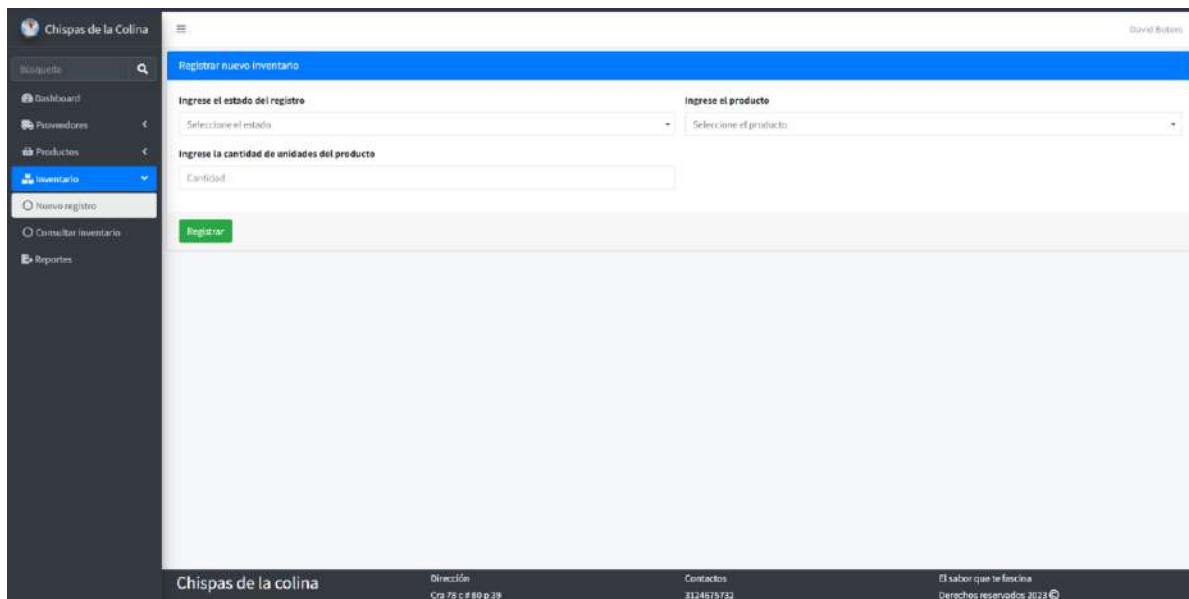 Chispas de la Colina
David Botero
Búsqueda
Registrar nuevo inventario
Dashboard
Proveedores
Productos
Inventario
Nuevo registro
Consultar inventario
Reportes
Ingrese el estado del registro
Ingrese el producto
Seleccione el estado
Seleccione el producto
Ingrese la cantidad de unidades del producto
Cantidad
Registrar
Chispas de la colina
Dirección
Cra 78 c # 80 p 39
Contactos
3124675732
El sabor que te fascina
Derechos reservados 2023 ©